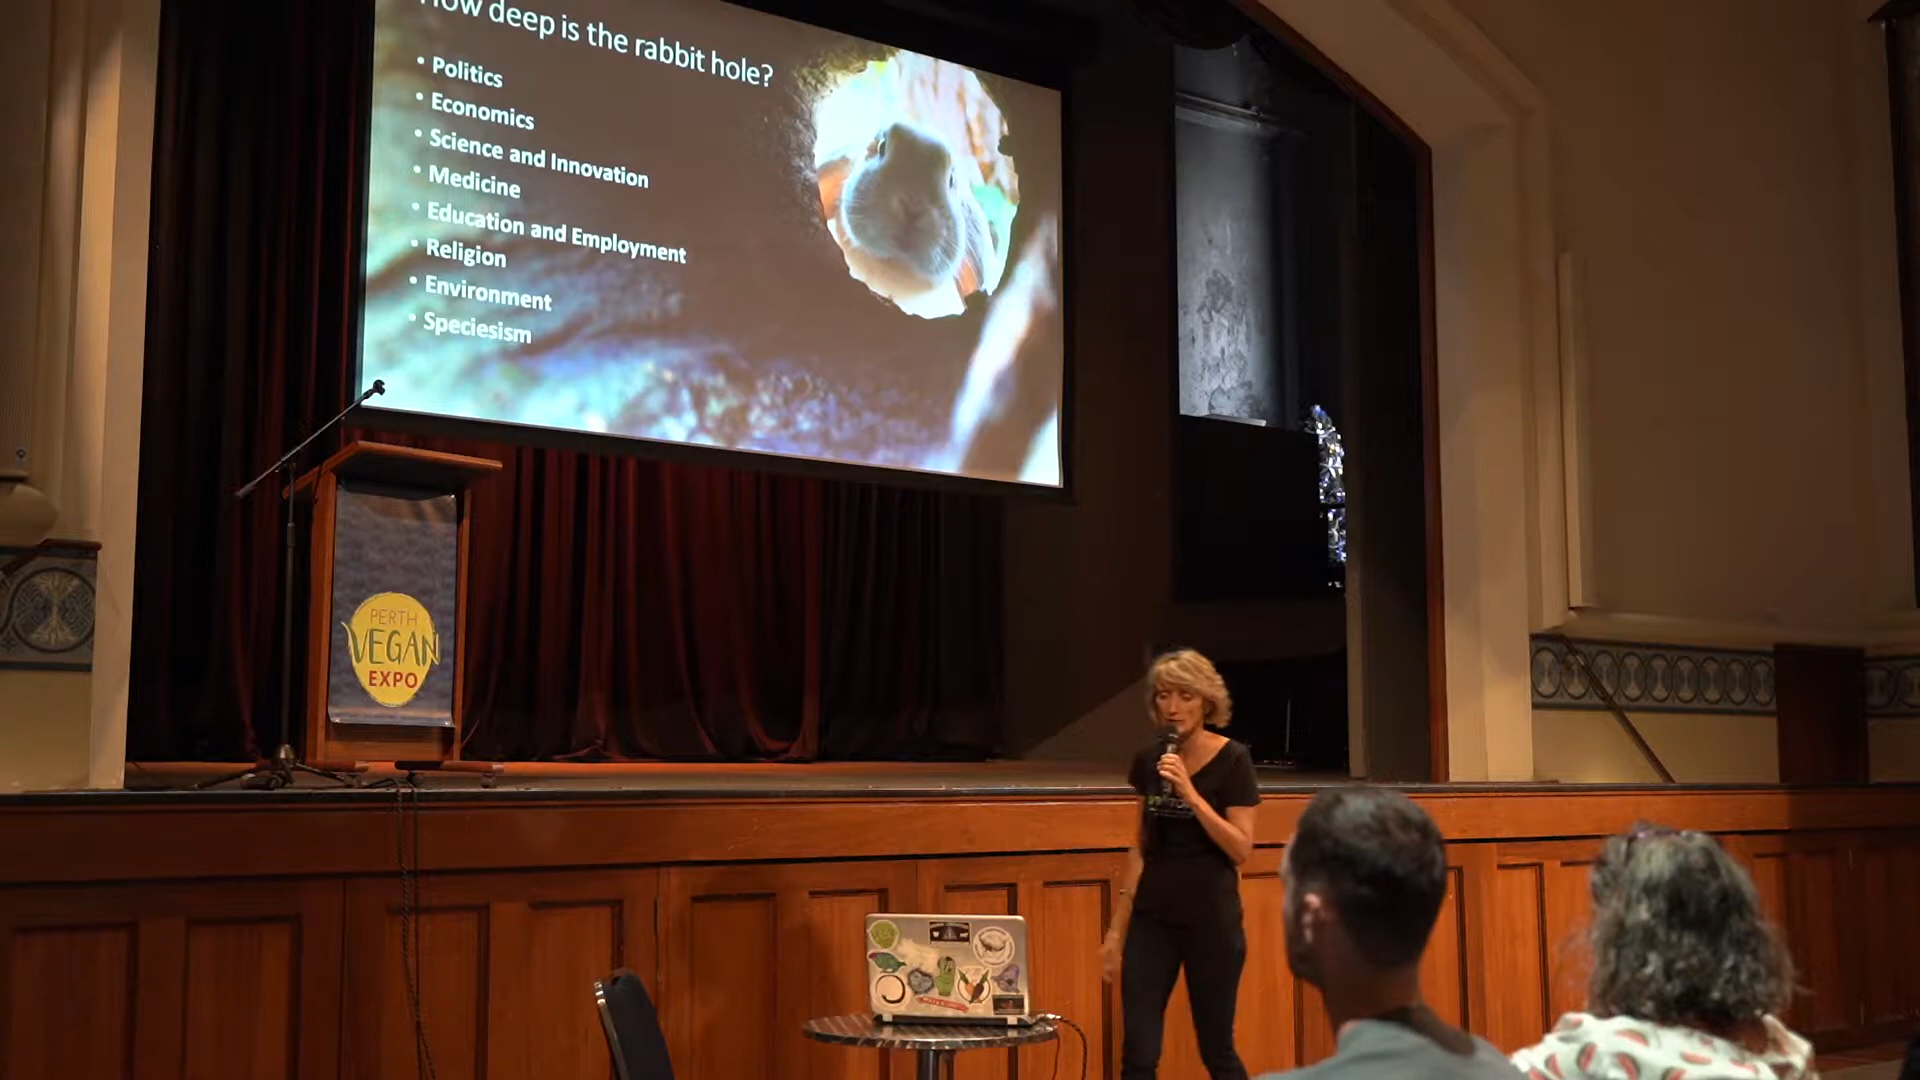 How deep is the rabbit hole?
• Politics
• Economics
• Science and Innovation
• Medicine
• Education and Employment
• Religion
• Environment
• Speciesism
PERTH
VEGAN
EXPO